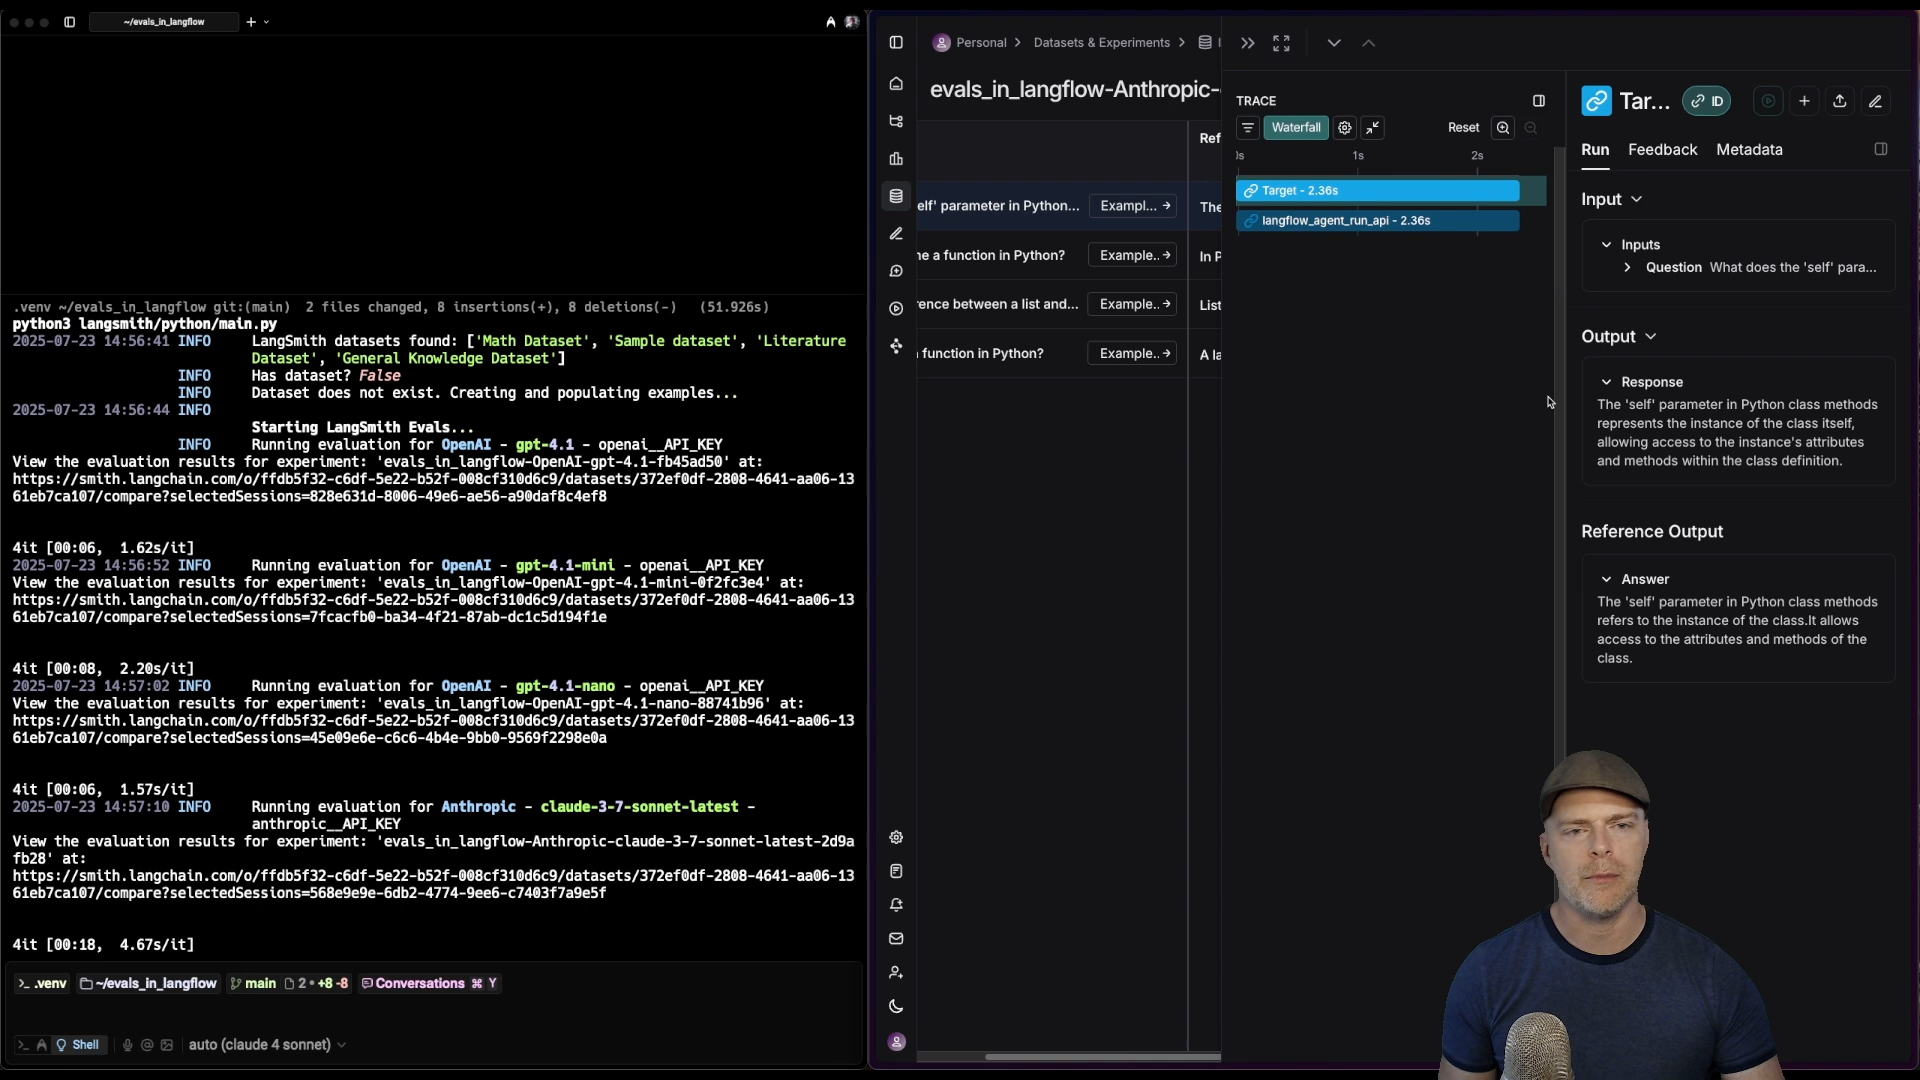 ~/evals_in_langflow
.venv ~/evals_in_langflow git:(main)  2 files changed, 8 insertions(+), 8 deletions(-)  (51.926s)
python3 langsmith/python/main.py
2025-07-23 14:56:41 INFO LangSmith datasets found: ['Math Dataset', 'Sample dataset', 'Literature
Dataset', 'General Knowledge Dataset']
INFO Has dataset? False
INFO Dataset does not exist. Creating and populating examples...
2025-07-23 14:56:44 INFO
Starting LangSmith Evals...
INFO Running evaluation for OpenAI - gpt-4.1 - openai__API_KEY
View the evaluation results for experiment: 'evals_in_langflow-OpenAI-gpt-4.1-fb45ad50' at:
https://smith.langchain.com/o/ffdb5f32-c6df-5e22-b52f-008cf310d6c9/datasets/372ef0df-2808-4641-aa06-13
61eb7ca107/compare?selectedSessions=828e631d-8006-49e6-ae56-a90daf8c4ef8
4it [00:06,  1.62s/it]
2025-07-23 14:56:52 INFO Running evaluation for OpenAI - gpt-4.1-mini - openai__API_KEY
View the evaluation results for experiment: 'evals_in_langflow-OpenAI-gpt-4.1-mini-0f2fc3e4' at:
https://smith.langchain.com/o/ffdb5f32-c6df-5e22-b52f-008cf310d6c9/datasets/372ef0df-2808-4641-aa06-13
61eb7ca107/compare?selectedSessions=7fcacfb0-ba34-4f21-87ab-dc1c5d194f1e
4it [00:08,  2.20s/it]
2025-07-23 14:57:02 INFO Running evaluation for OpenAI - gpt-4.1-nano - openai__API_KEY
View the evaluation results for experiment: 'evals_in_langflow-OpenAI-gpt-4.1-nano-88741b96' at:
https://smith.langchain.com/o/ffdb5f32-c6df-5e22-b52f-008cf310d6c9/datasets/372ef0df-2808-4641-aa06-13
61eb7ca107/compare?selectedSessions=45e09e6e-c6c6-4b4e-9bb0-9569f2298e0a
4it [00:06,  1.57s/it]
2025-07-23 14:57:10 INFO Running evaluation for Anthropic - claude-3-7-sonnet-latest -
anthropic__API_KEY
View the evaluation results for experiment: 'evals_in_langflow-Anthropic-claude-3-7-sonnet-latest-2d9a
fb28' at:
https://smith.langchain.com/o/ffdb5f32-c6df-5e22-b52f-008cf310d6c9/datasets/372ef0df-2808-4641-aa06-13
61eb7ca107/compare?selectedSessions=568e9e9e-6db2-4774-9ee6-c7403f7a9e5f
4it [00:18,  4.67s/it]
>_ .venv ~/evals_in_langflow main 2 • +8 -8 Conversations ⌘ Y
Shell @ auto (claude 4 sonnet)
Personal > Datasets & Experiments >
evals_in_langflow-Anthropic-
Ref
elf' parameter in Python... Exampl... → The
ne a function in Python? Example.. → In P
rence between a list and... Example.. → List
function in Python? Example.. → A la
TRACE
Waterfall Reset
0s 1s 2s
Target - 2.36s
langflow_agent_run_api - 2.36s
Tar... ID
Run Feedback Metadata
Input
Inputs
Question What does the 'self' para...
Output
Response
The 'self' parameter in Python class methods
represents the instance of the class itself,
allowing access to the instance's attributes
and methods within the class definition.
Reference Output
Answer
The 'self' parameter in Python class methods
refers to the instance of the class.It allows
access to the attributes and methods of the
class.